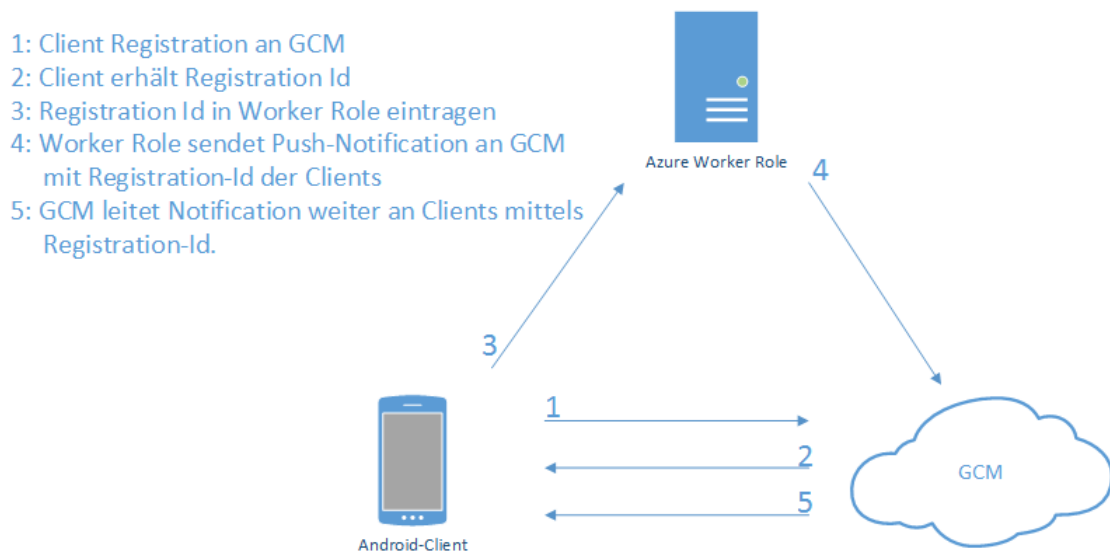 1: Client Registration an GCM
2: Client erhält Registration Id
3: Registration Id in Worker Role eintragen
4: Worker Role sendet Push-Notification an GCM
mit Registration-Id der Clients
5: GCM leitet Notification weiter an Clients mittels
Registration-Id.
Azure Worker Role
4
3
1
2
GCM
5
Android-Client